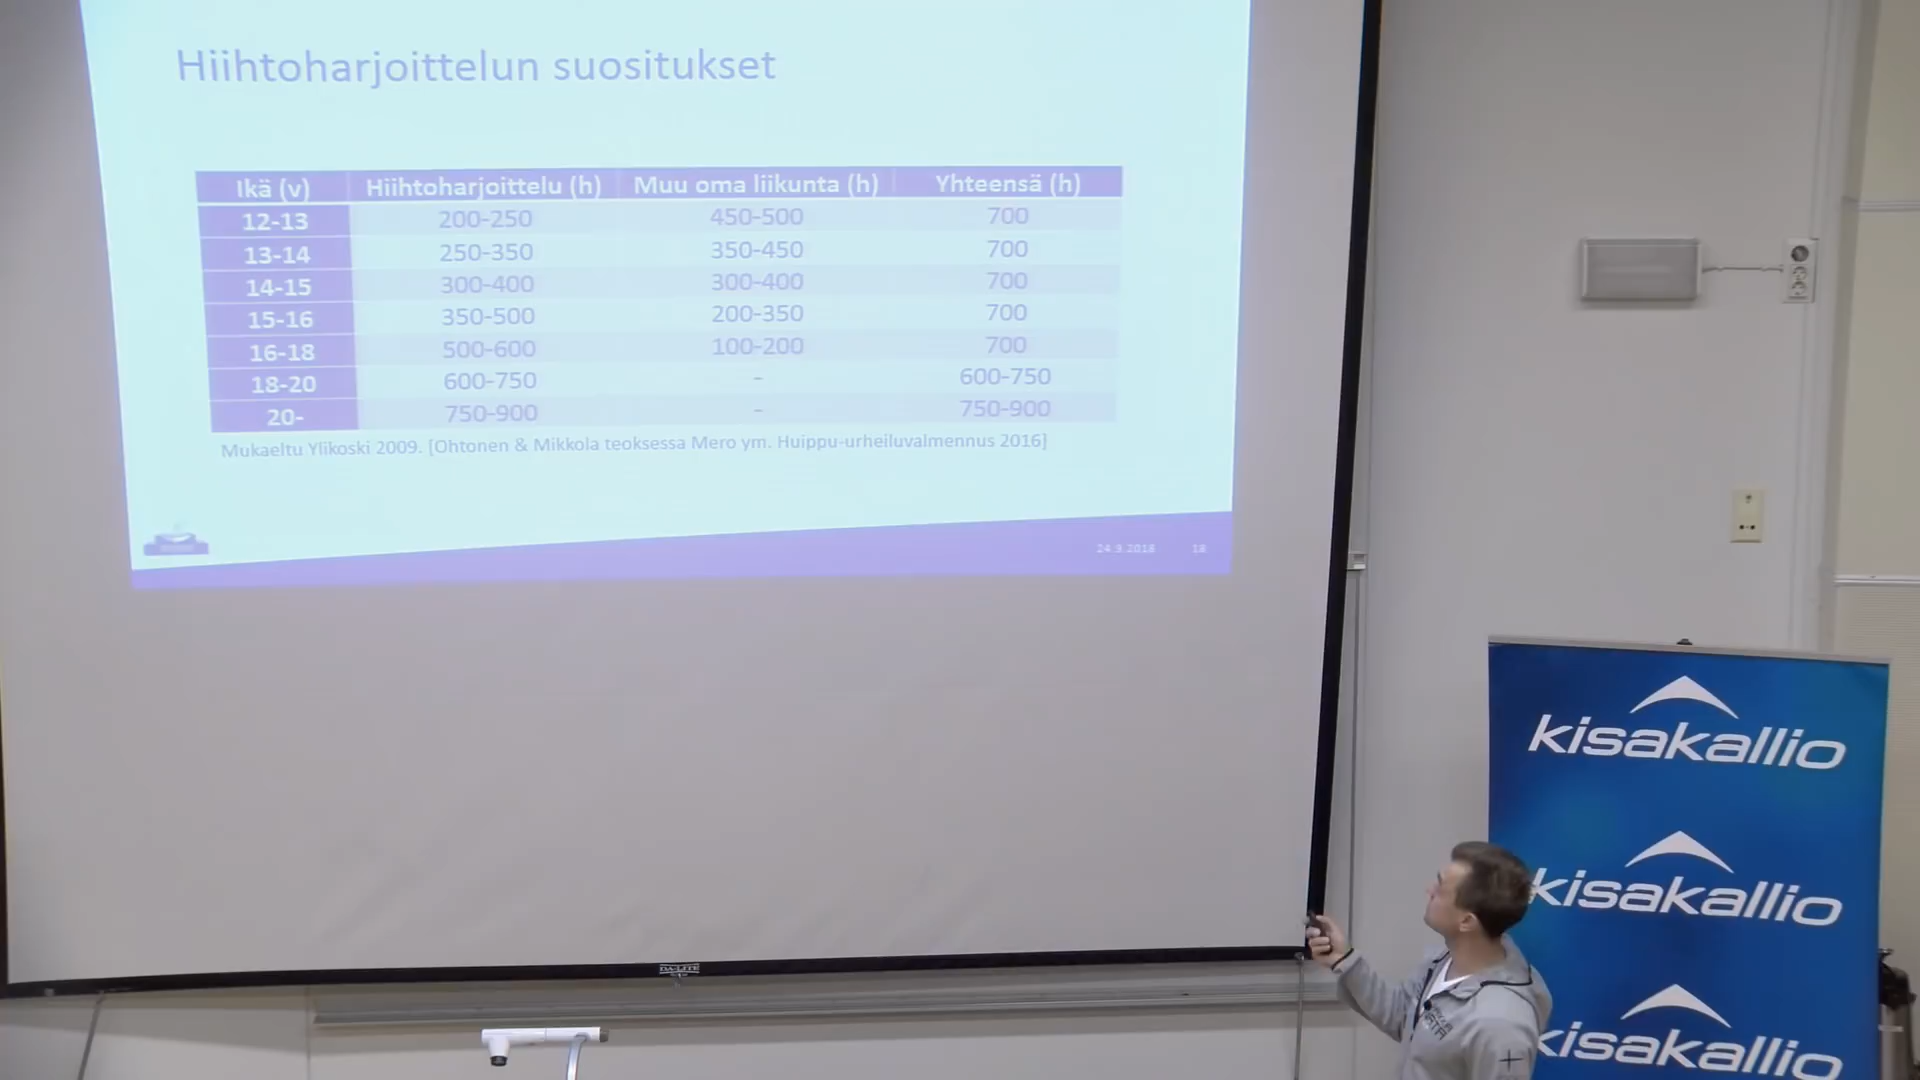 Hiihtoharjoittelun suositukset
Ikä (v) Hiihtoharjoittelu (h) Muu oma liikunta (h) Yhteensä (h)
12-13 200-250 450-500 700
13-14 250-350 350-450 700
14-15 300-400 300-400 700
15-16 350-500 200-350 700
16-18 500-600 100-200 700
18-20 600-750 - 600-750
20- 750-900 - 750-900
Mukaeltu Ylikoski 2009. [Ohtonen & Mikkola teoksessa Mero ym. Huippu-urheiluvalmennus 2016]
24.9.2018 18
DA-LITE
kisakallio
kisakallio
kisakallio